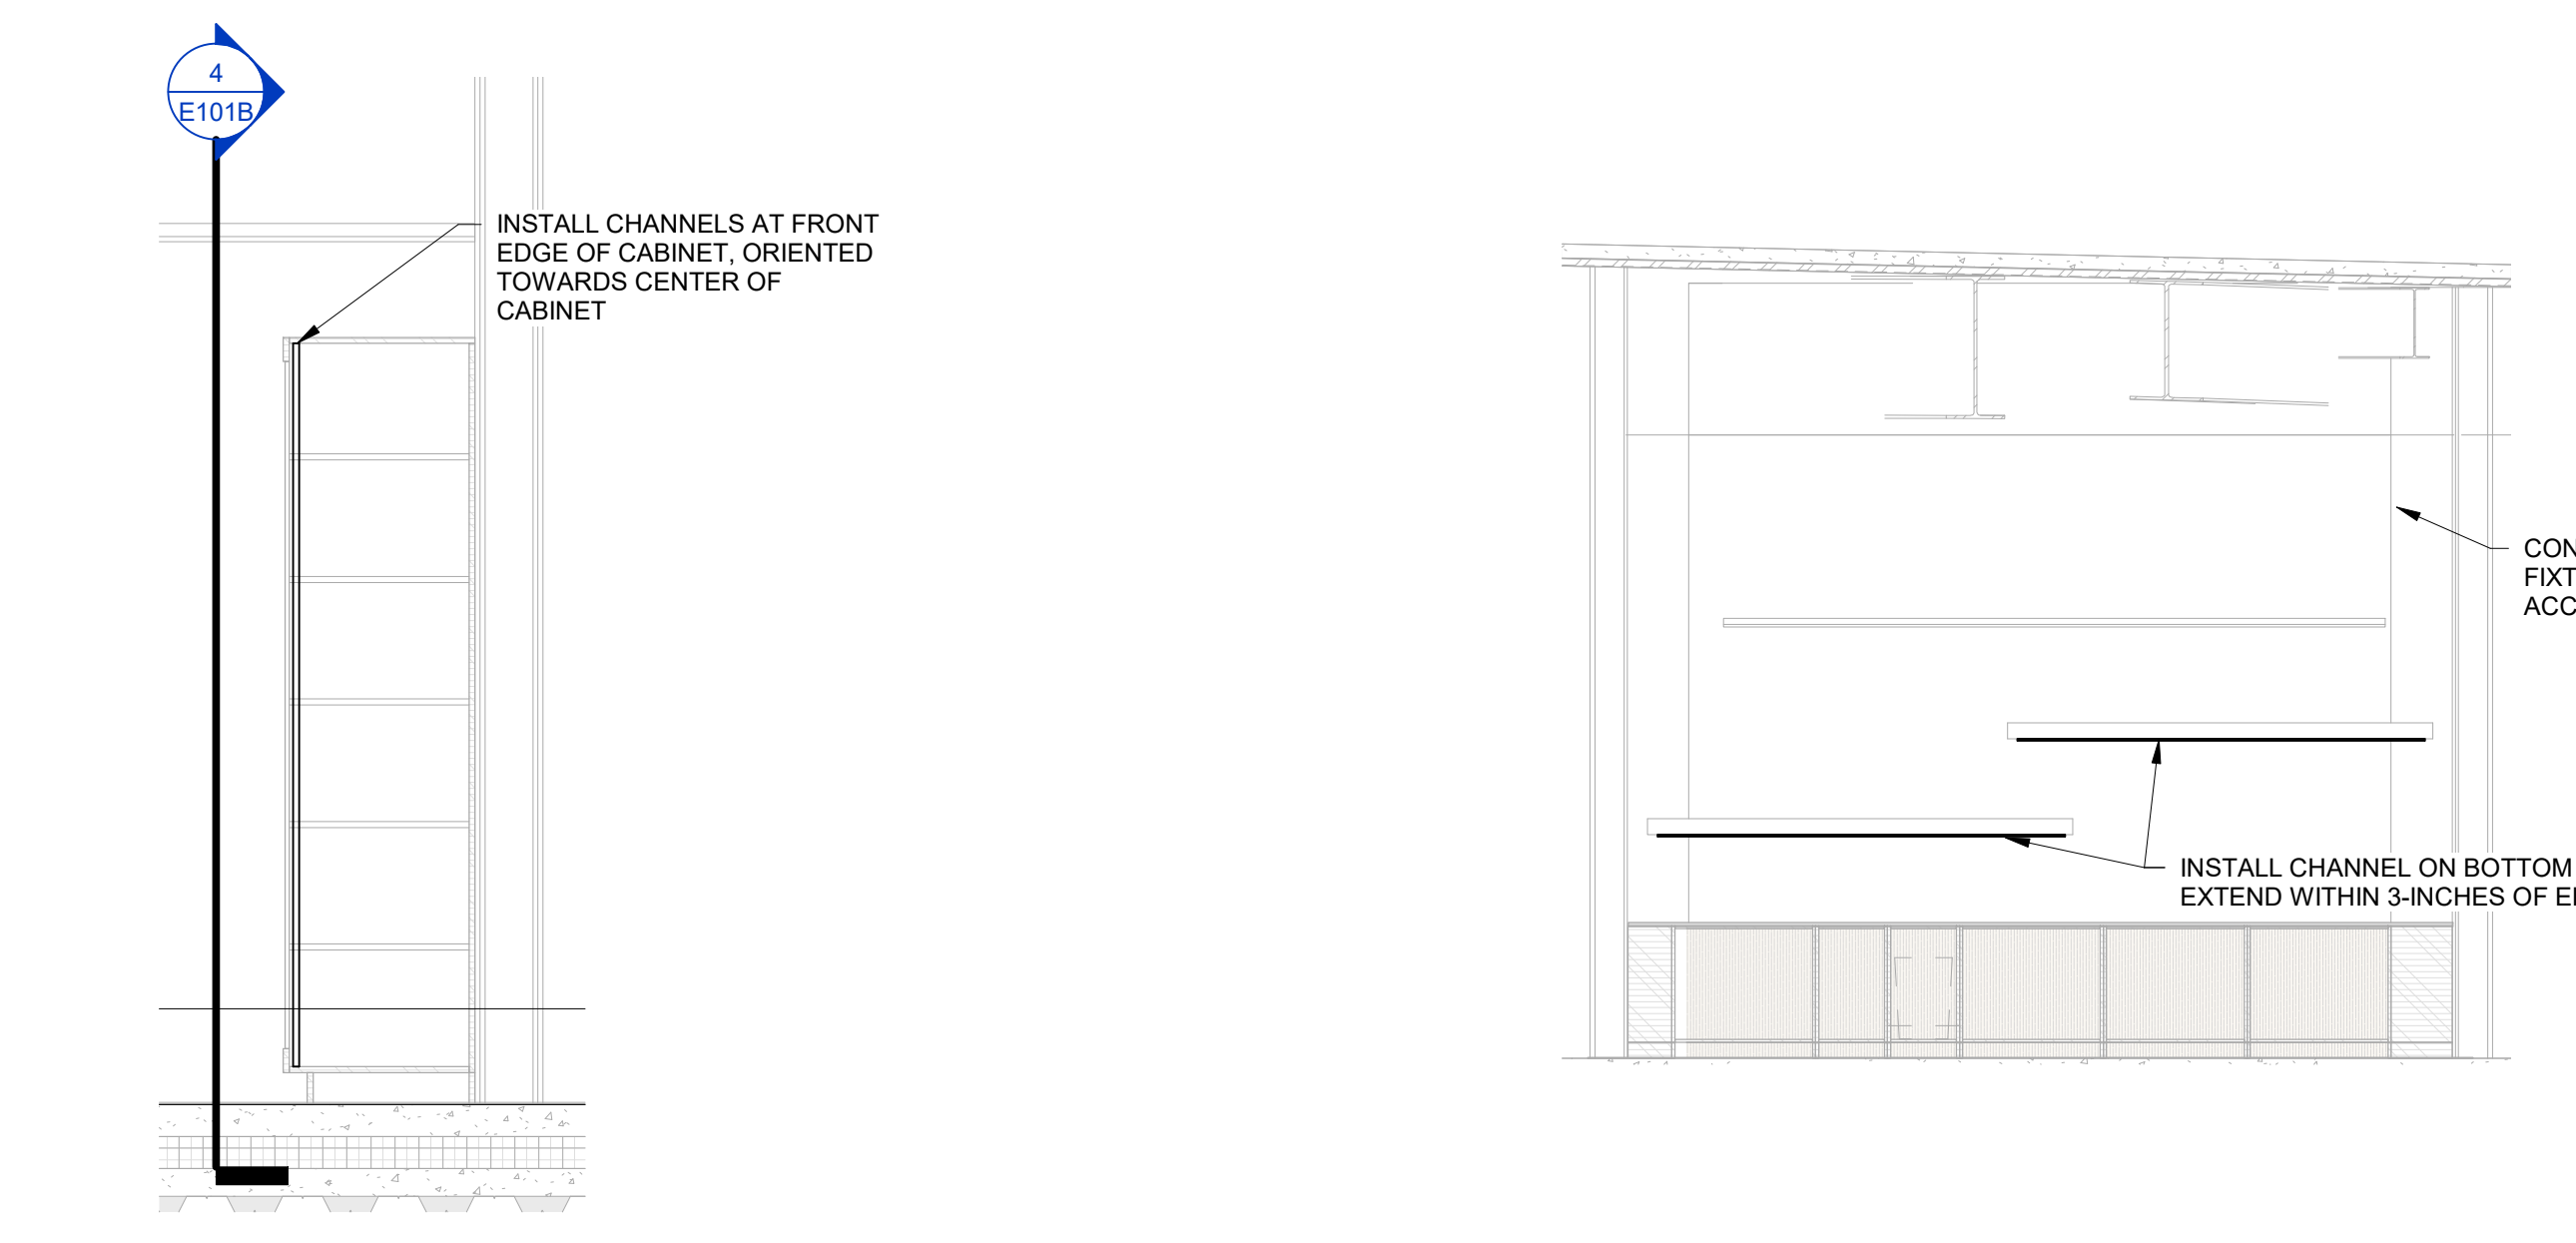 4
E101B
INSTALL CHANNELS AT FRONT
EDGE OF CABINET, ORIENTED
TOWARDS CENTER OF
CABINET
CON
FIXT
ACC
INSTALL CHANNEL ON BOTTOM
EXTEND WITHIN 3-INCHES OF